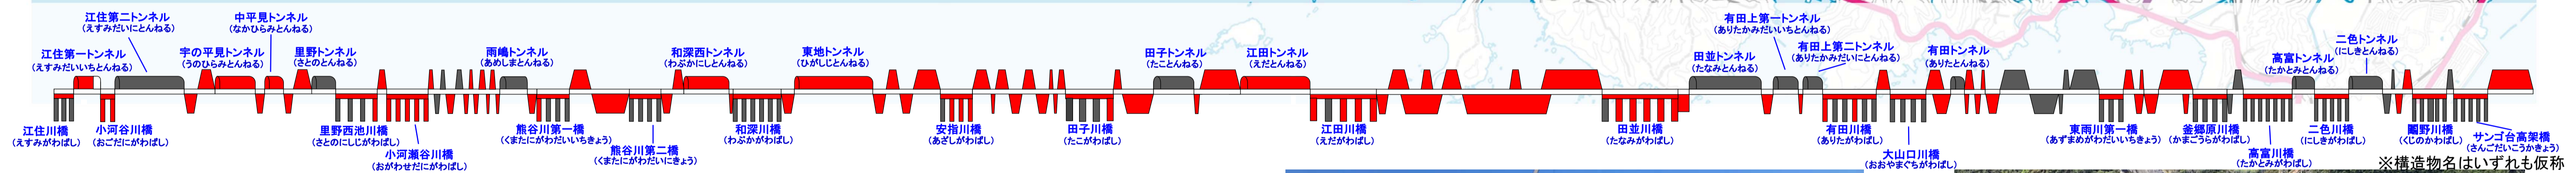 江住第一トンネル
（えすみだいいちとんねる）
江住第二トンネル
（えすみだいにとんねる）
宇の平見トンネル
（うのひらみとんねる）
中平見トンネル
（なかひらみとんねる）
里野トンネル
（さとのとんねる）
雨嶋トンネル
（あめしまとんねる）
和深西トンネル
（わぶかにしとんねる）
東地トンネル
（ひがしじとんねる）
田子トンネル
（たことんねる）
江田トンネル
（えだとんねる）
田並トンネル
（たなみとんねる）
有田上第一トンネル
（ありたかみだいいちとんねる）
有田上第二トンネル
（ありたかみだいにとんねる）
有田トンネル
（ありたとんねる）
高富トンネル
（たかとみとんねる）
二色トンネル
（にしきとんねる）
江住川橋
（えすみがわばし）
小河谷川橋
（おごだにがわばし）
里野西池川橋
（さとのにしじがわばし）
小河瀬谷川橋
（おがわせだにがわばし）
熊谷川第一橋
（くまたにがわだいいちきょう）
熊谷川第二橋
（くまたにがわだいにきょう）
和深川橋
（わぶかがわばし）
安指川橋
（あざしがわばし）
田子川橋
（たこがわばし）
江田川橋
（えだがわばし）
田並川橋
（たなみがわばし）
有田川橋
（ありたがわばし）
大山口川橋
（おおやまぐちがわばし）
東雨川第一橋
（あずまめがわだいいちきょう）
釜郷原川橋
（かまごうらがわばし）
高富川橋
（たかとみがわばし）
二色川橋
（にしきがわばし）
鬮野川橋
（くじのかわばし）
サンゴ台高架橋
（さんごだいこうかきょう）
※構造物名はいずれも仮称